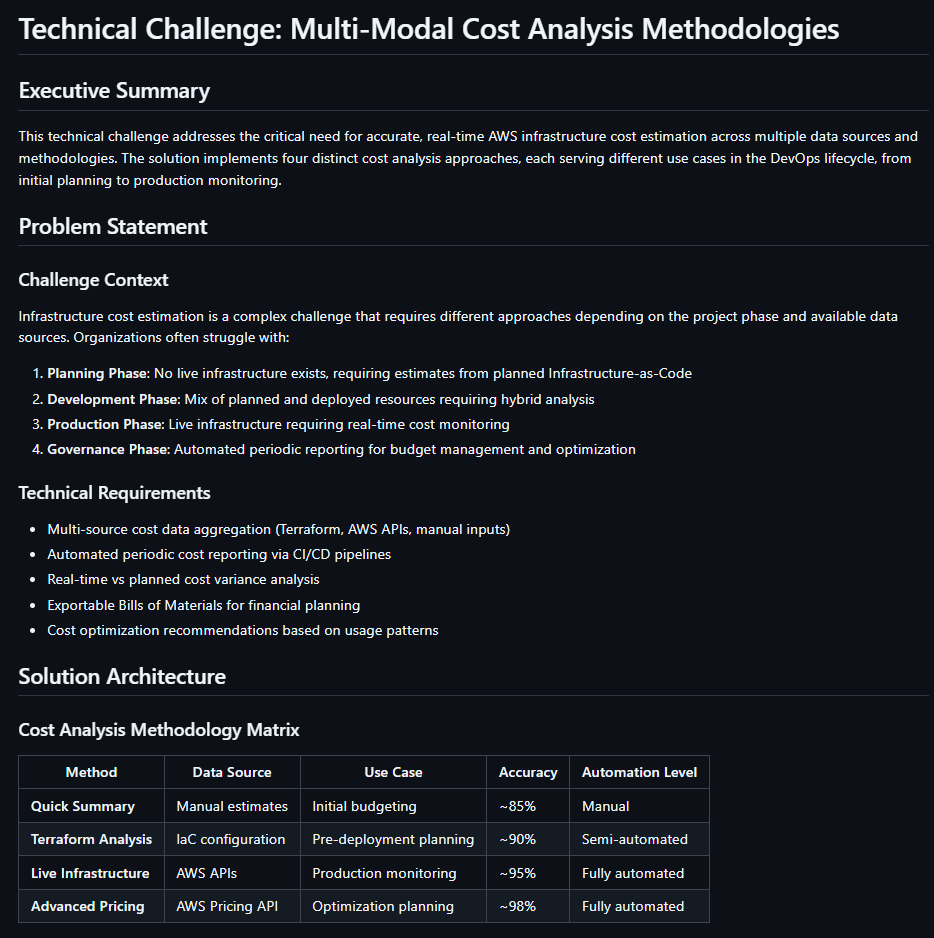 Technical Challenge: Multi-Modal Cost Analysis Methodologies
Executive Summary
This technical challenge addresses the critical need for accurate, real-time AWS infrastructure cost estimation across multiple data sources and
methodologies. The solution implements four distinct cost analysis approaches, each serving different use cases in the DevOps lifecycle, from
initial planning to production monitoring.
Problem Statement
Challenge Context
Infrastructure cost estimation is a complex challenge that requires different approaches depending on the project phase and available data
sources. Organizations often struggle with:
1. Planning Phase: No live infrastructure exists, requiring estimates from planned Infrastructure-as-Code
2. Development Phase: Mix of planned and deployed resources requiring hybrid analysis
3. Production Phase: Live infrastructure requiring real-time cost monitoring
4. Governance Phase: Automated periodic reporting for budget management and optimization
Technical Requirements
• Multi-source cost data aggregation (Terraform, AWS APIs, manual inputs)
• Automated periodic cost reporting via CI/CD pipelines
• Real-time vs planned cost variance analysis
• Exportable Bills of Materials for financial planning
• Cost optimization recommendations based on usage patterns
Solution Architecture
Cost Analysis Methodology Matrix
Method Data Source Use Case Accuracy Automation Level
Quick Summary Manual estimates Initial budgeting ~85% Manual
Terraform Analysis IaC configuration Pre-deployment planning ~90% Semi-automated
Live Infrastructure AWS APIs Production monitoring ~95% Fully automated
Advanced Pricing AWS Pricing API Optimization planning ~98% Fully automated